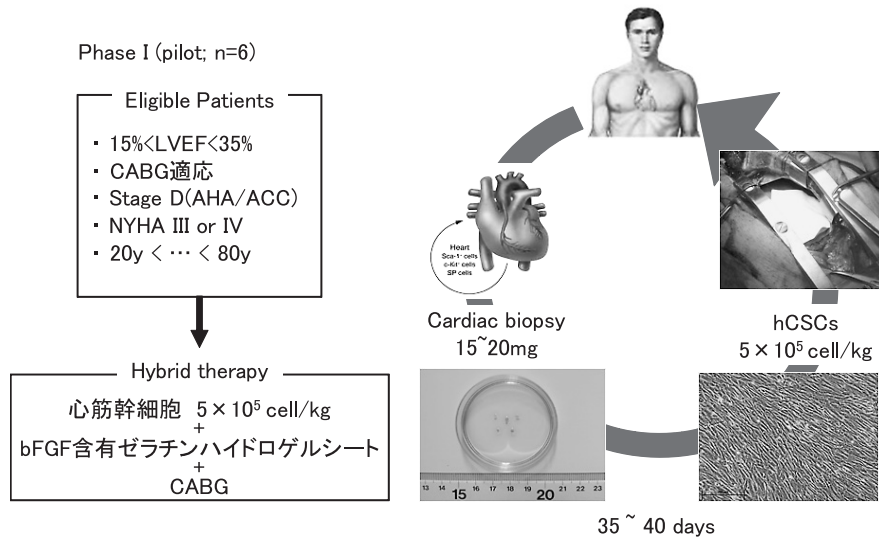 Phase I (pilot; n=6)
Eligible Patients
・ 15%<LVEF<35%
・ CABG適応
・ Stage D(AHA/ACC)
・ NYHA III or IV
・ 20y < … < 80y
Hybrid therapy
心筋幹細胞 5×10⁵ cell/kg
+
bFGF含有ゼラチンハイドロゲルシート
+
CABG
Heart
Sca-1⁺ cells
c-Kit⁺ cells
SP cells
Cardiac biopsy
15~20mg
hCSCs
5×10⁵ cell/kg
13 14 15 16 17 18 19 20 21 22 23
35 ~ 40 days